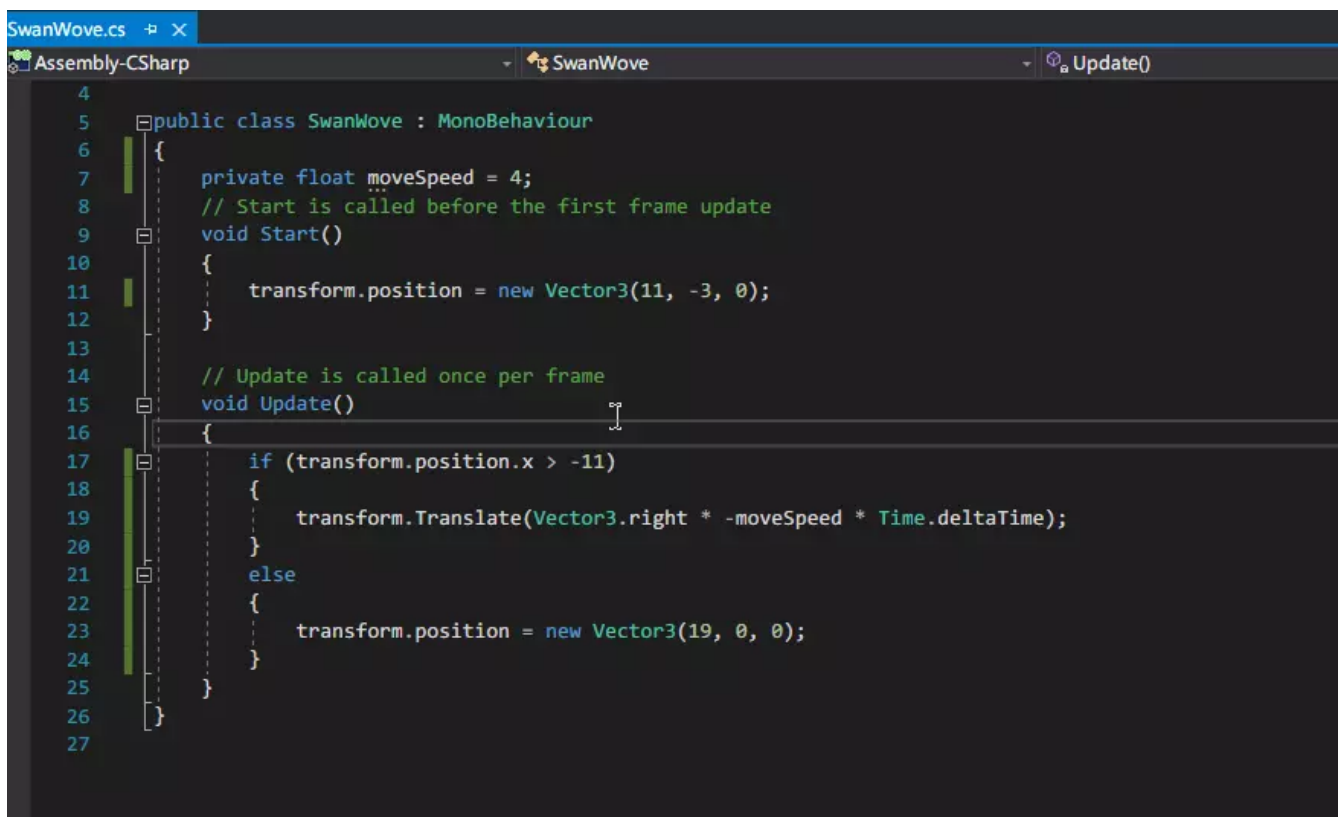 SwanWove.cs
Assembly-CSharp SwanWove Update()
4
5 public class SwanWove : MonoBehaviour
6 {
7 private float moveSpeed = 4;
8 // Start is called before the first frame update
9 void Start()
10 {
11 transform.position = new Vector3(11, -3, 0);
12 }
13
14 // Update is called once per frame
15 void Update()
16 {
17 if (transform.position.x > -11)
18 {
19 transform.Translate(Vector3.right * -moveSpeed * Time.deltaTime);
20 }
21 else
22 {
23 transform.position = new Vector3(19, 0, 0);
24 }
25 }
26 }
27